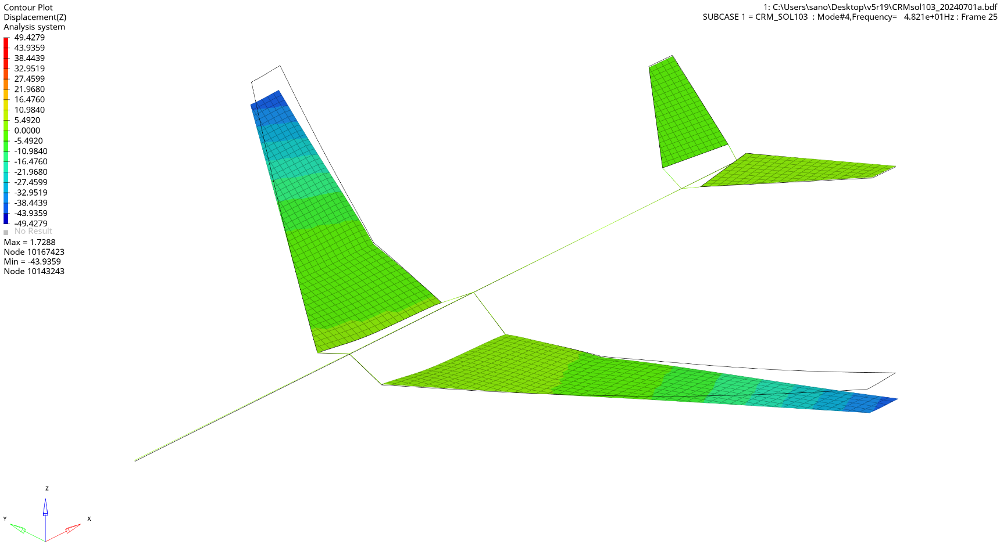 Contour Plot
Displacement(Z)
Analysis system
49.4279
43.9359
38.4439
32.9519
27.4599
21.9680
16.4760
10.9840
5.4920
0.0000
-5.4920
-10.9840
-16.4760
-21.9680
-27.4599
-32.9519
-38.4439
-43.9359
-49.4279
No Result
Max = 1.7288
Node 10167423
Min = -43.9359
Node 10143243
1: C:\Users\sano\Desktop\v5r19\CRMsol103_20240701a.bdf
SUBCASE 1 = CRM_SOL103 : Mode#4,Frequency= 4.821e+01Hz : Frame 25
Z
Y
X